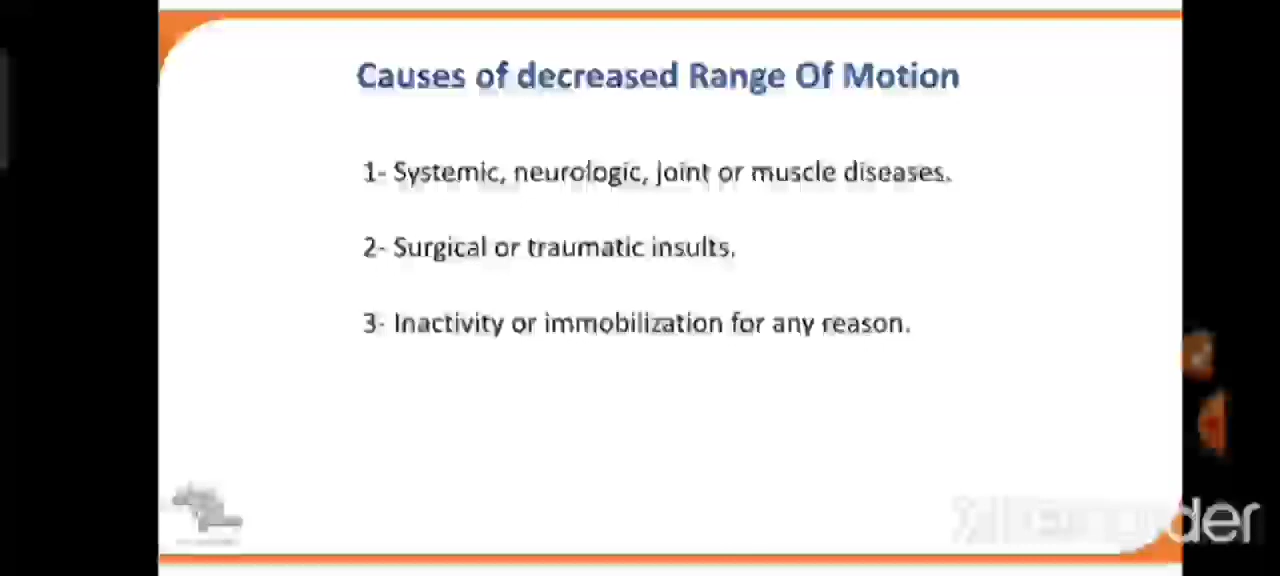 Causes of decreased Range Of Motion
1- Systemic, neurologic, joint or muscle diseases.
2- Surgical or traumatic insults.
3- Inactivity or immobilization for any reason.